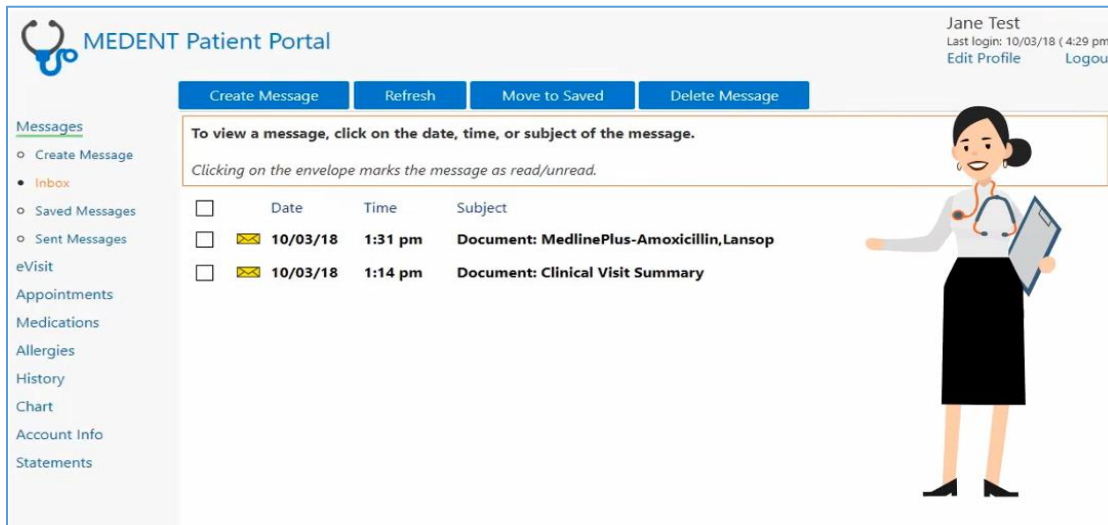 MEDENT Patient Portal
Jane Test
Last login: 10/03/18 ( 4:29 pm
Edit Profile Logou
Create Message Refresh Move to Saved Delete Message
Messages
Create Message
Inbox
Saved Messages
Sent Messages
eVisit
Appointments
Medications
Allergies
History
Chart
Account Info
Statements
To view a message, click on the date, time, or subject of the message.
Clicking on the envelope marks the message as read/unread.
Date Time Subject
10/03/18 1:31 pm Document: MedlinePlus-Amoxicillin,Lansop
10/03/18 1:14 pm Document: Clinical Visit Summary